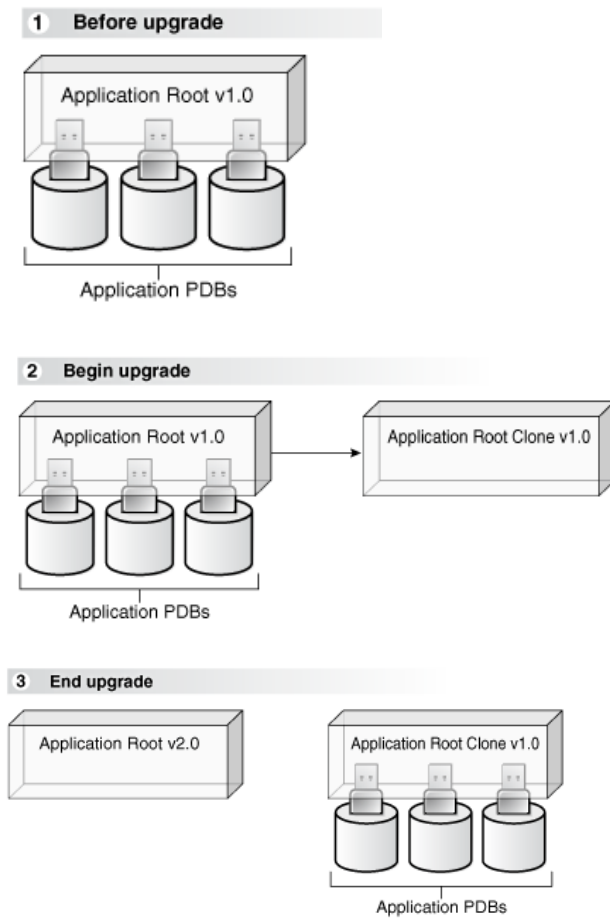 1 Before upgrade
Application Root v1.0
Application PDBs
2 Begin upgrade
Application Root v1.0
Application Root Clone v1.0
Application PDBs
3 End upgrade
Application Root v2.0
Application Root Clone v1.0
Application PDBs